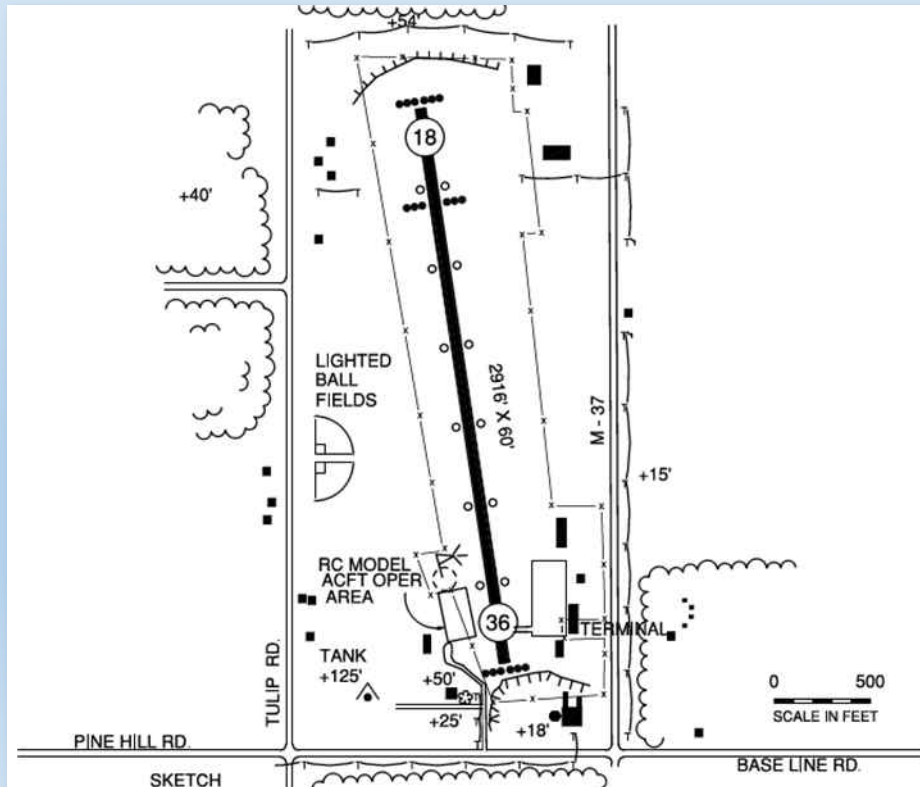 +54'
18
+40'
LIGHTED
BALL
FIELDS
2916' X 60'
M - 37
+15'
RC MODEL
ACFT OPER
AREA
36
TERMINAL
TULIP RD.
TANK
+125'
+50'
+25'
+18'
0 500
SCALE IN FEET
PINE HILL RD.
BASE LINE RD.
SKETCH